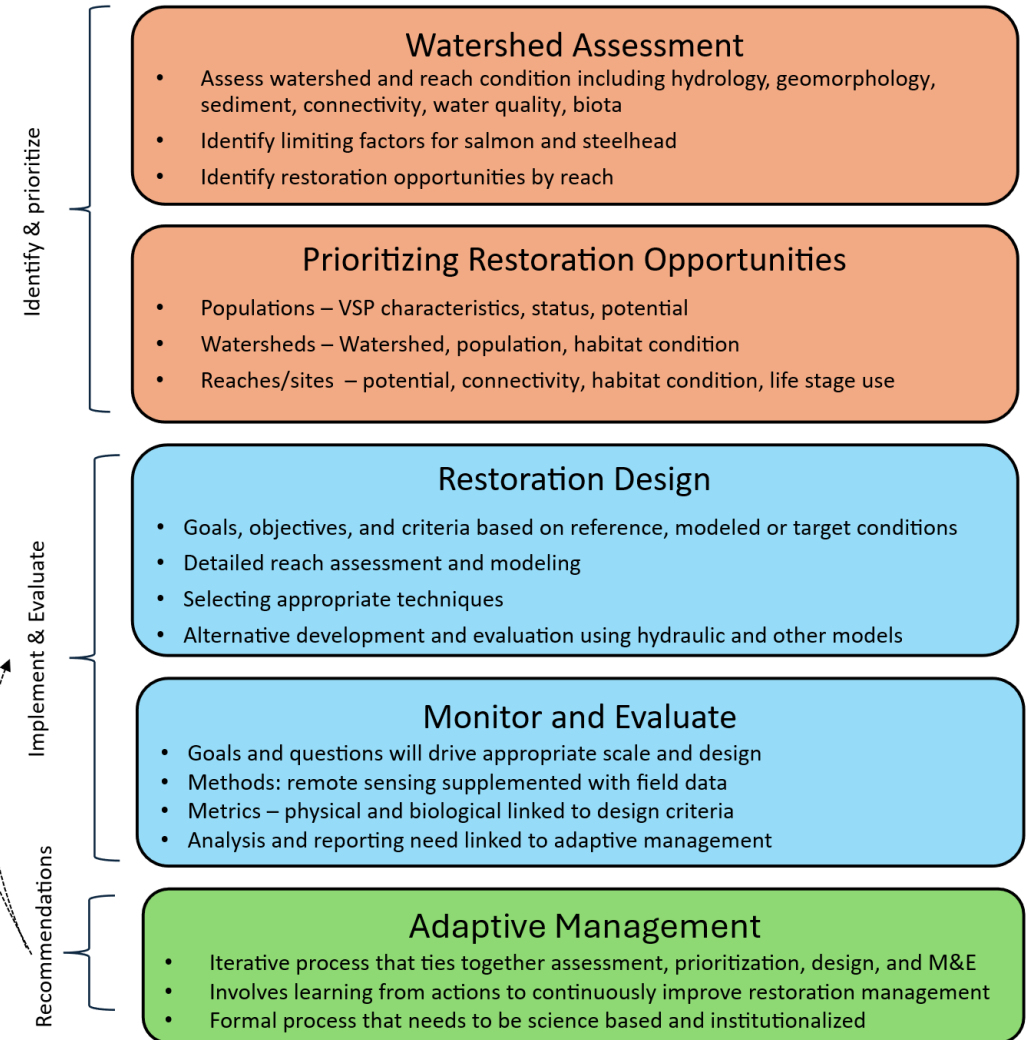 Identify & prioritize
Watershed Assessment
• Assess watershed and reach condition including hydrology, geomorphology,
sediment, connectivity, water quality, biota
• Identify limiting factors for salmon and steelhead
• Identify restoration opportunities by reach
Prioritizing Restoration Opportunities
• Populations – VSP characteristics, status, potential
• Watersheds – Watershed, population, habitat condition
• Reaches/sites – potential, connectivity, habitat condition, life stage use
Implement & Evaluate
Restoration Design
• Goals, objectives, and criteria based on reference, modeled or target conditions
• Detailed reach assessment and modeling
• Selecting appropriate techniques
• Alternative development and evaluation using hydraulic and other models
Monitor and Evaluate
• Goals and questions will drive appropriate scale and design
• Methods: remote sensing supplemented with field data
• Metrics – physical and biological linked to design criteria
• Analysis and reporting need linked to adaptive management
Recommendations
Adaptive Management
• Iterative process that ties together assessment, prioritization, design, and M&E
• Involves learning from actions to continuously improve restoration management
• Formal process that needs to be science based and institutionalized